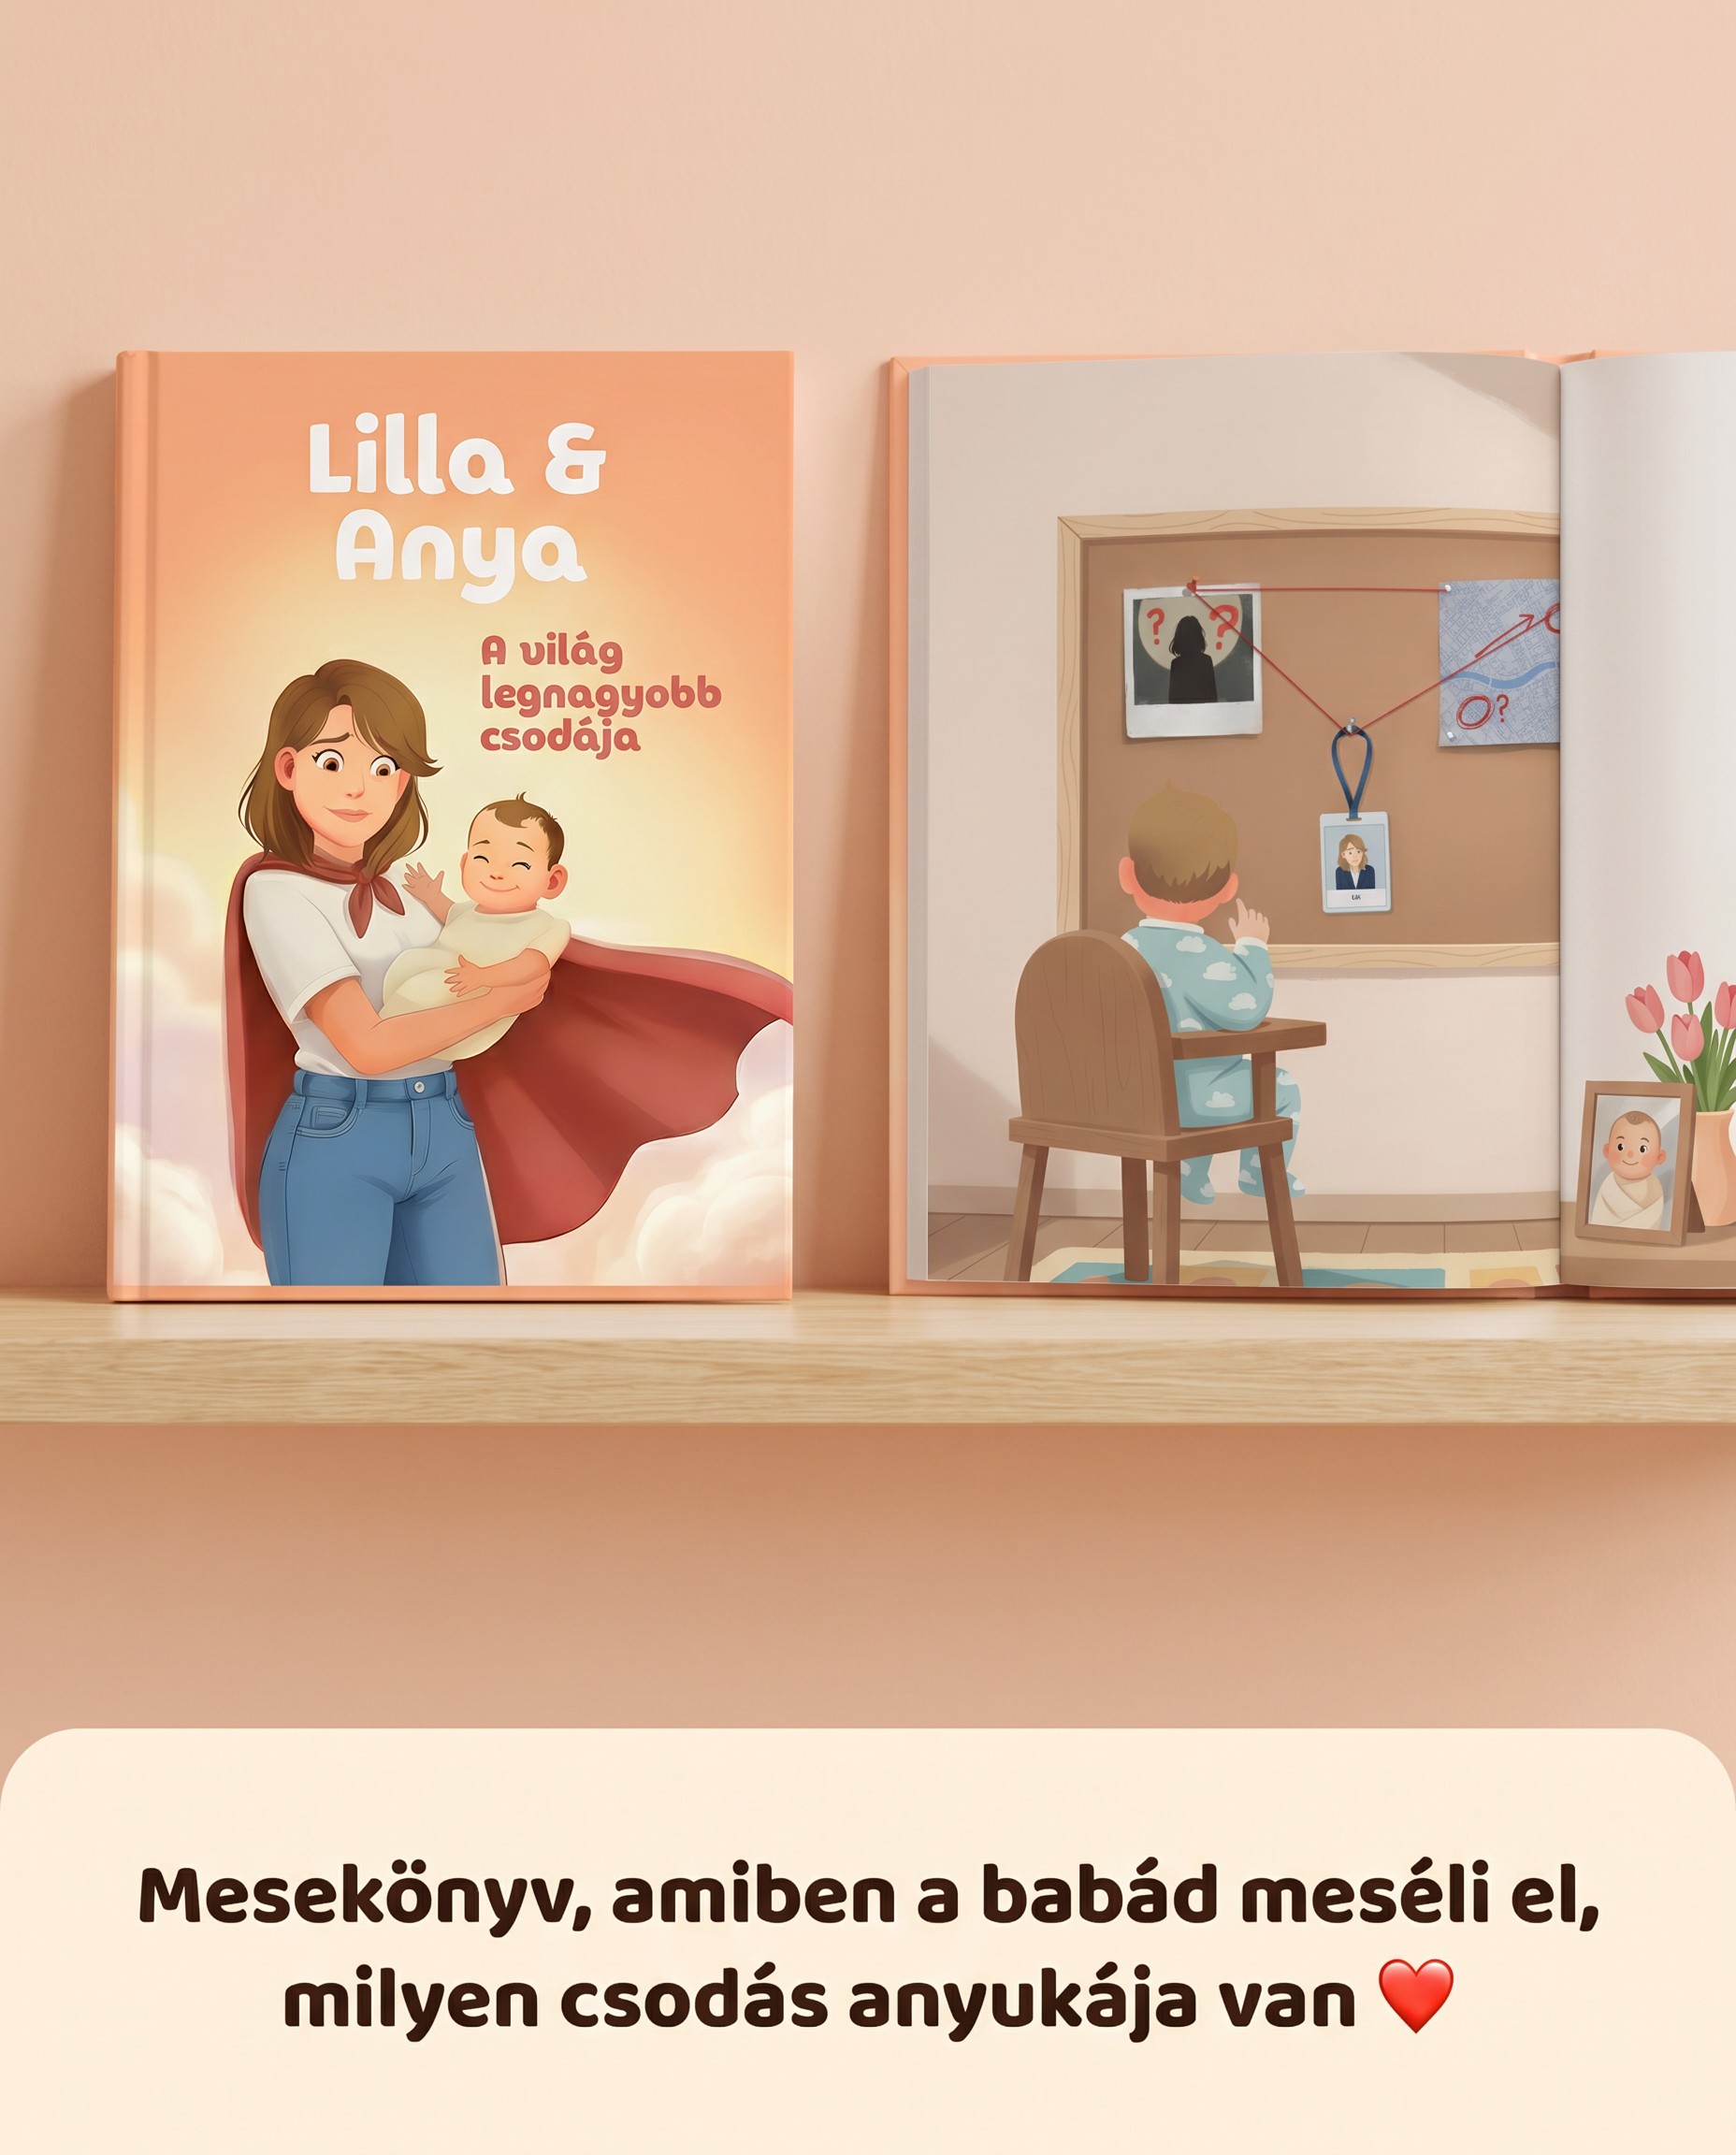 Lilla &
Anya
A világ
legnagyobb
csodája
? ?
?
Mesekönyv, amiben a babád meséli el,
milyen csodás anyukája van ❤️